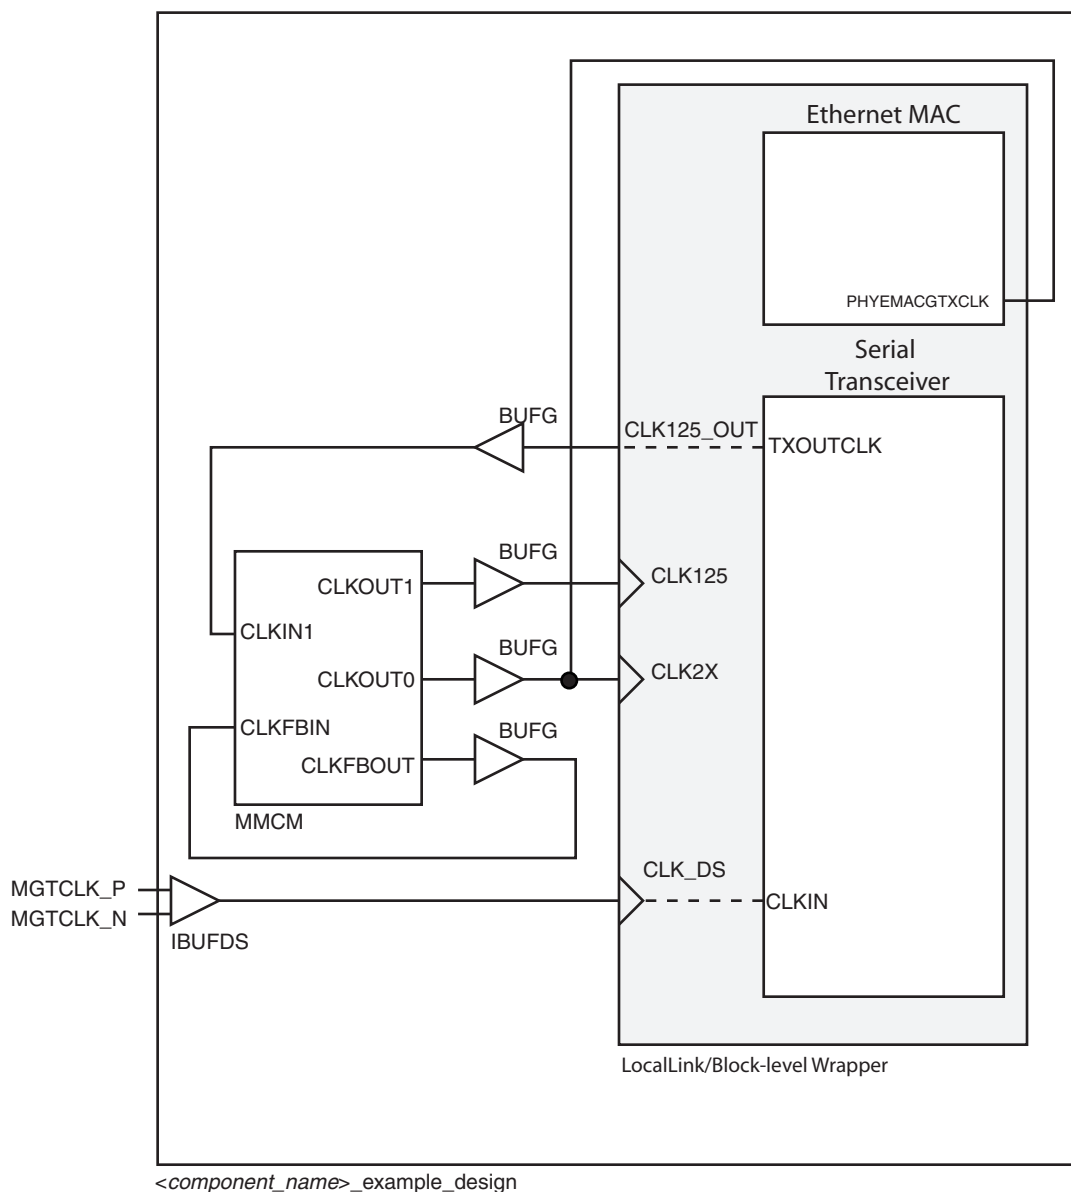 Ethernet MAC
PHYEMACGTXCLK
Serial
Transceiver
BUFG
CLK125_OUT
TXOUTCLK
BUFG
CLKOUT1
CLK125
CLKIN1
BUFG
CLKOUT0
CLK2X
CLKFBIN
BUFG
CLKFBOUT
MMCM
CLK_DS
MGTCLK_P
CLKIN
MGTCLK_N
IBUFDS
LocalLink/Block-level Wrapper
<component_name>_example_design